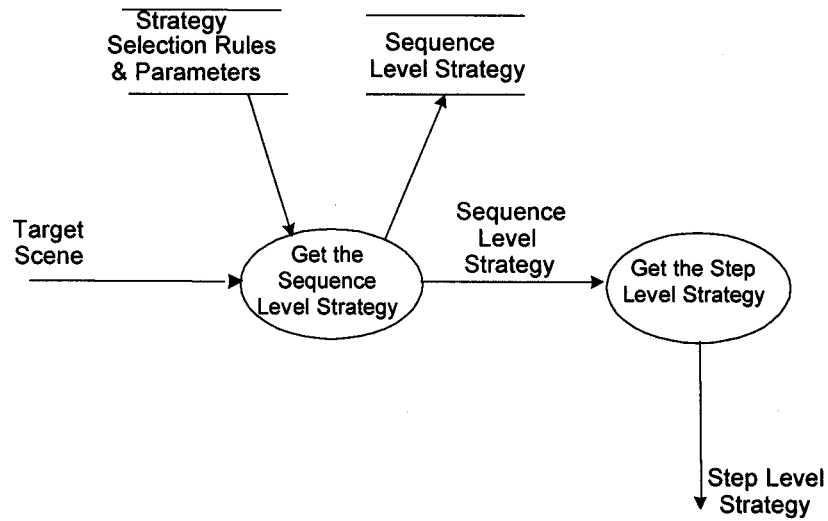 Strategy
Selection Rules
& Parameters
Sequence
Level Strategy
Target
Scene
Get the
Sequence
Level Strategy
Sequence
Level
Strategy
Get the Step
Level Strategy
Step Level
Strategy